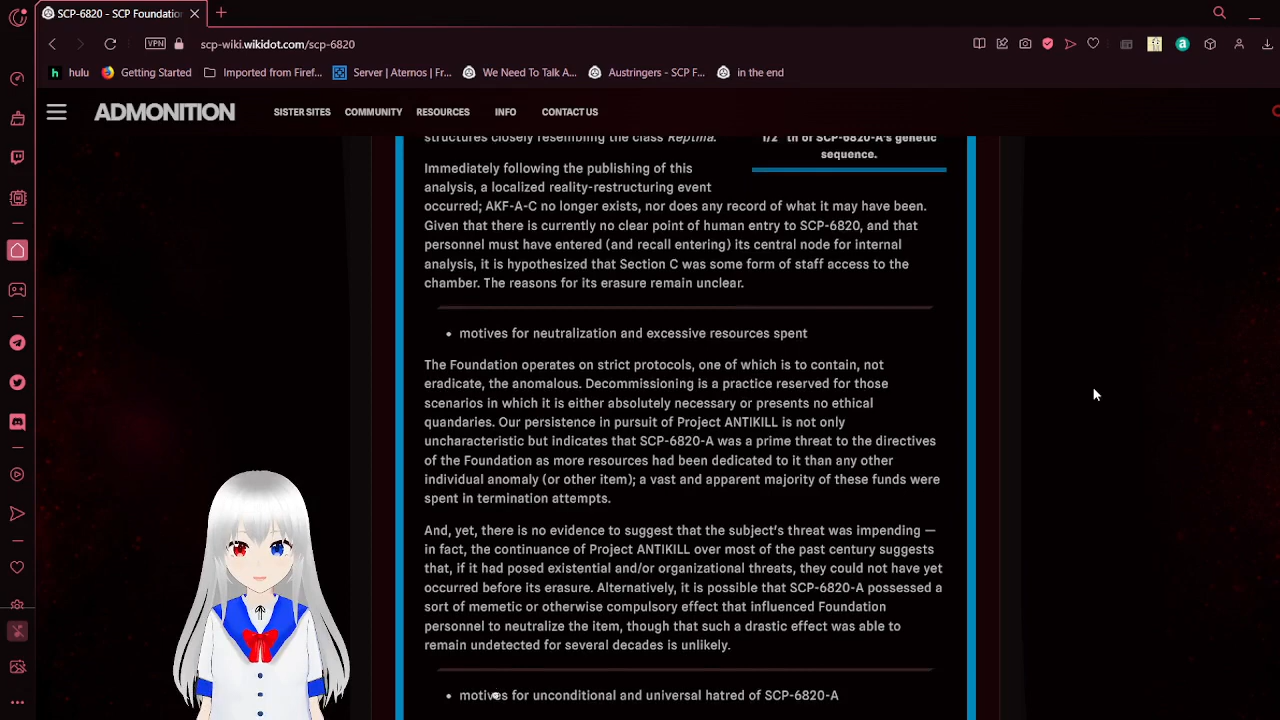 SCP-6820 - SCP Foundatio
scp-wiki.wikidot.com/scp-6820
VPN
hulu
Getting Started
Imported from Firef...
Server | Aternos | Fr...
We Need To Talk A...
Austringers - SCP F...
in the end
ADMONITION
SISTER SITES
COMMUNITY
RESOURCES
INFO
CONTACT US
structures closely resembling the class Reptilia.
1/2 th of SCP-6820-A's genetic
sequence.
Immediately following the publishing of this
analysis, a localized reality-restructuring event
occurred; AKF-A-C no longer exists, nor does any record of what it may have been.
Given that there is currently no clear point of human entry to SCP-6820, and that
personnel must have entered (and recall entering) its central node for internal
analysis, it is hypothesized that Section C was some form of staff access to the
chamber. The reasons for its erasure remain unclear.
• motives for neutralization and excessive resources spent
The Foundation operates on strict protocols, one of which is to contain, not
eradicate, the anomalous. Decommissioning is a practice reserved for those
scenarios in which it is either absolutely necessary or presents no ethical
quandaries. Our persistence in pursuit of Project ANTIKILL is not only
uncharacteristic but indicates that SCP-6820-A was a prime threat to the directives
of the Foundation as more resources had been dedicated to it than any other
individual anomaly (or other item); a vast and apparent majority of these funds were
spent in termination attempts.
And, yet, there is no evidence to suggest that the subject's threat was impending —
in fact, the continuance of Project ANTIKILL over most of the past century suggests
that, if it had posed existential and/or organizational threats, they could not have yet
occurred before its erasure. Alternatively, it is possible that SCP-6820-A possessed a
sort of memetic or otherwise compulsory effect that influenced Foundation
personnel to neutralize the item, though that such a drastic effect was able to
remain undetected for several decades is unlikely.
• motives for unconditional and universal hatred of SCP-6820-A